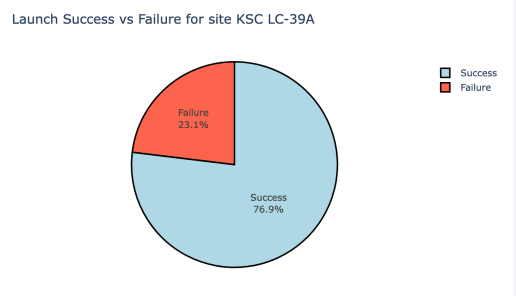 Launch Success vs Failure for site KSC LC-39A
Success
Failure
Failure
23.1%
Success
76.9%